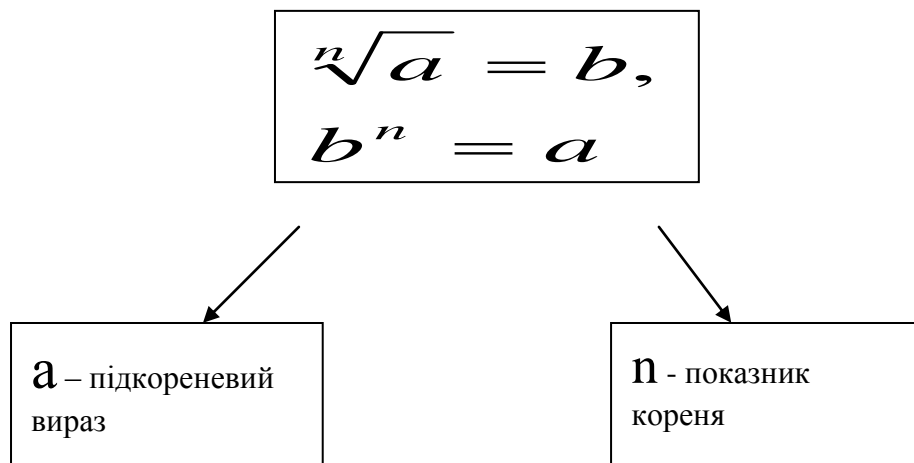 ⁿ√a = b,
bⁿ = a
a – підкореневий
вираз
n - показник
кореня